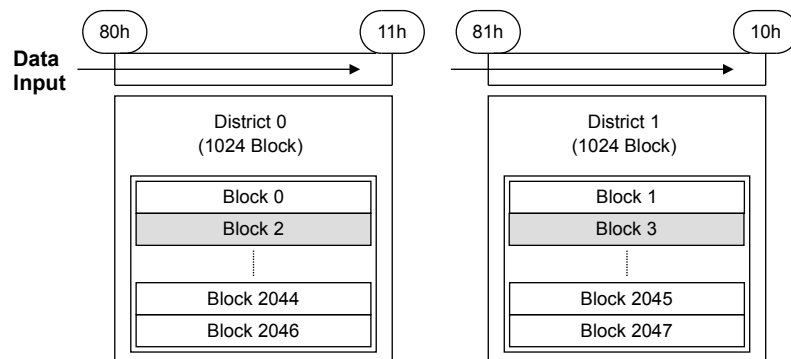 80h
11h
81h
10h
Data
Input
District 0
(1024 Block)
District 1
(1024 Block)
Block 0
Block 2
Block 2044
Block 2046
Block 1
Block 3
Block 2045
Block 2047